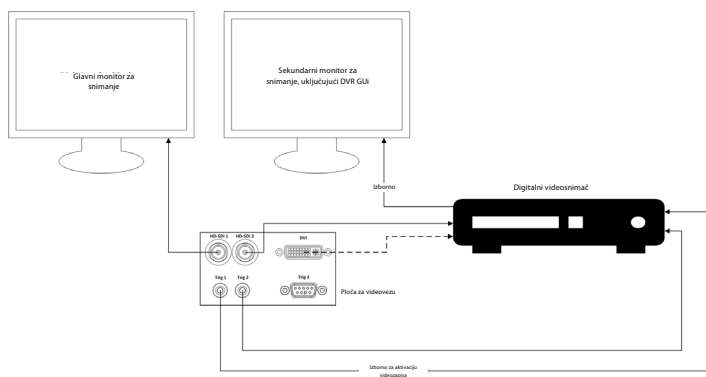 Glavni monitor za
snimanje
Sekundarni monitor za
snimanje, uključujući DVR GUi
Izborno
Digitalni videosnimač
HD-SDI 1
HD-SDI 2
DVI
Trig 1
Trig 2
Trig 3
Ploča za videovezu
Izborno za aktivaciju
videozapisa